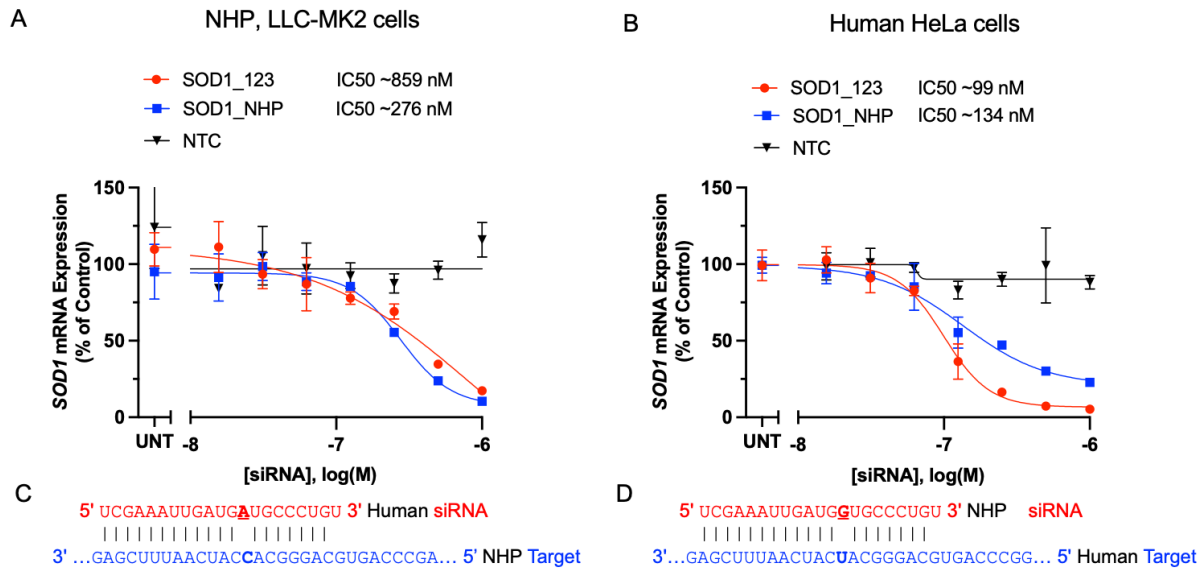 A
NHP, LLC-MK2 cells
SOD1_123 IC50 ~859 nM
SOD1_NHP IC50 ~276 nM
NTC
150
100
50
0
SOD1 mRNA Expression
(% of Control)
UNT
-8
-7
-6
[siRNA], log(M)
B
Human HeLa cells
SOD1_123 IC50 ~99 nM
SOD1_NHP IC50 ~134 nM
NTC
150
100
50
0
SOD1 mRNA Expression
(% of Control)
UNT
-8
-7
-6
[siRNA], log(M)
C
5' UCGAAAUUGAUGAUGCCCUGU 3' Human siRNA
3' ...GAGCUUUAACUACCACGGGACGUGACCCGA... 5' NHP Target
D
5' UCGAAAUUGAUGGUGCCCUGU 3' NHP siRNA
3' ...GAGCUUUAACUACUACGGGACGUGACCCGG... 5' Human Target